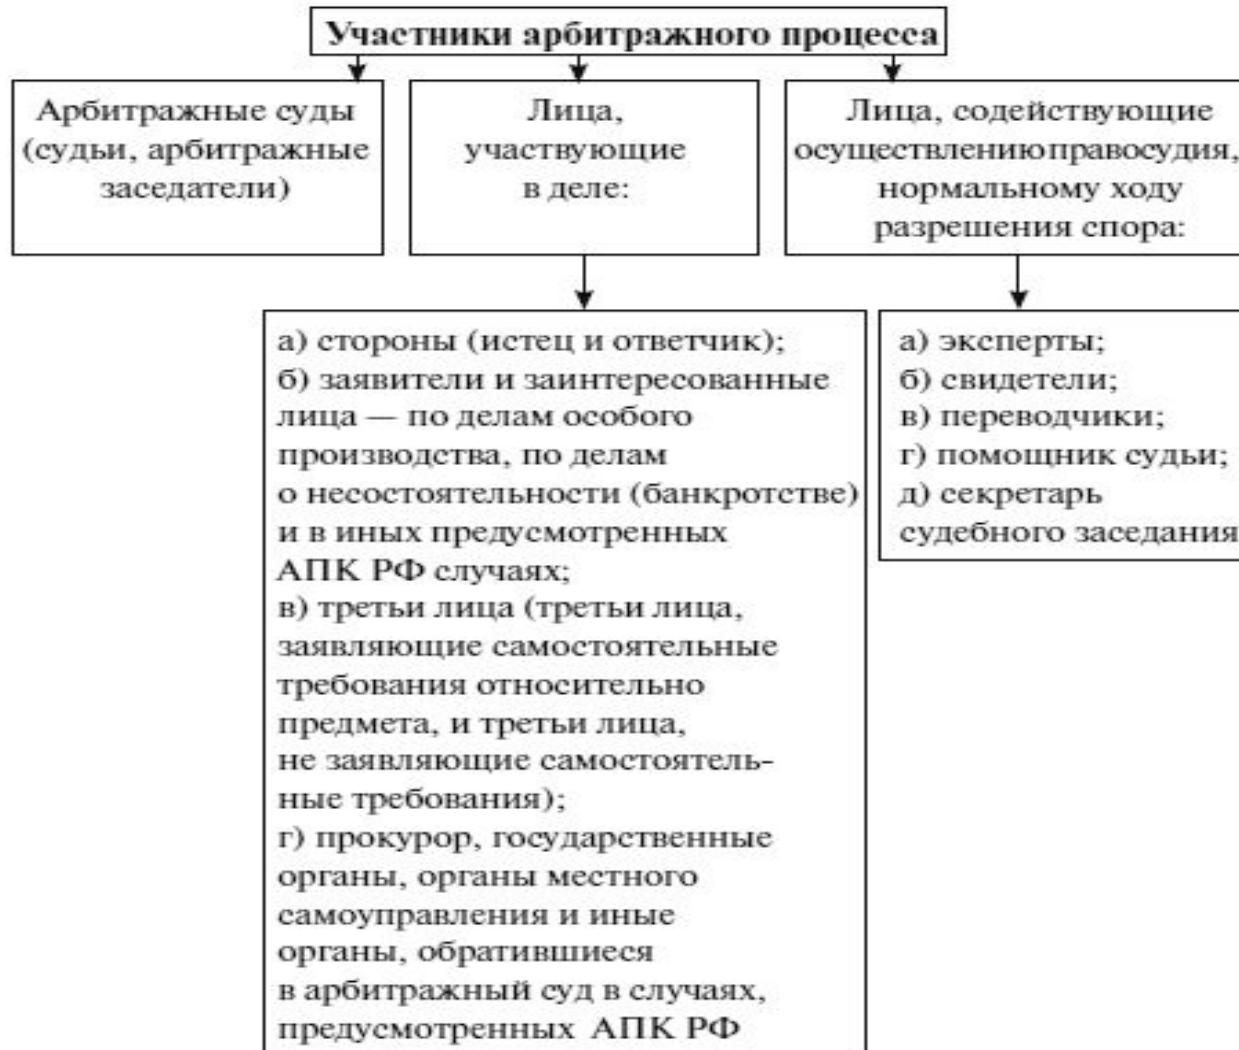 Участники арбитражного процесса
Арбитражные суды
(судьи, арбитражные
заседатели)
Лица,
участвующие
в деле:
Лица, содействующие
осуществлению правосудия,
нормальному ходу
разрешения спора:
а) стороны (истец и ответчик);
б) заявители и заинтересованные
лица — по делам особого
производства, по делам
о несостоятельности (банкротстве)
и в иных предусмотренных
АПК РФ случаях;
в) третьи лица (третьи лица,
заявляющие самостоятельные
требования относительно
предмета, и третьи лица,
не заявляющие самостоятель-
ные требования);
г) прокурор, государственные
органы, органы местного
самоуправления и иные
органы, обратившиеся
в арбитражный суд в случаях,
предусмотренных АПК РФ
а) эксперты;
б) свидетели;
в) переводчики;
г) помощник судьи;
д) секретарь
судебного заседания